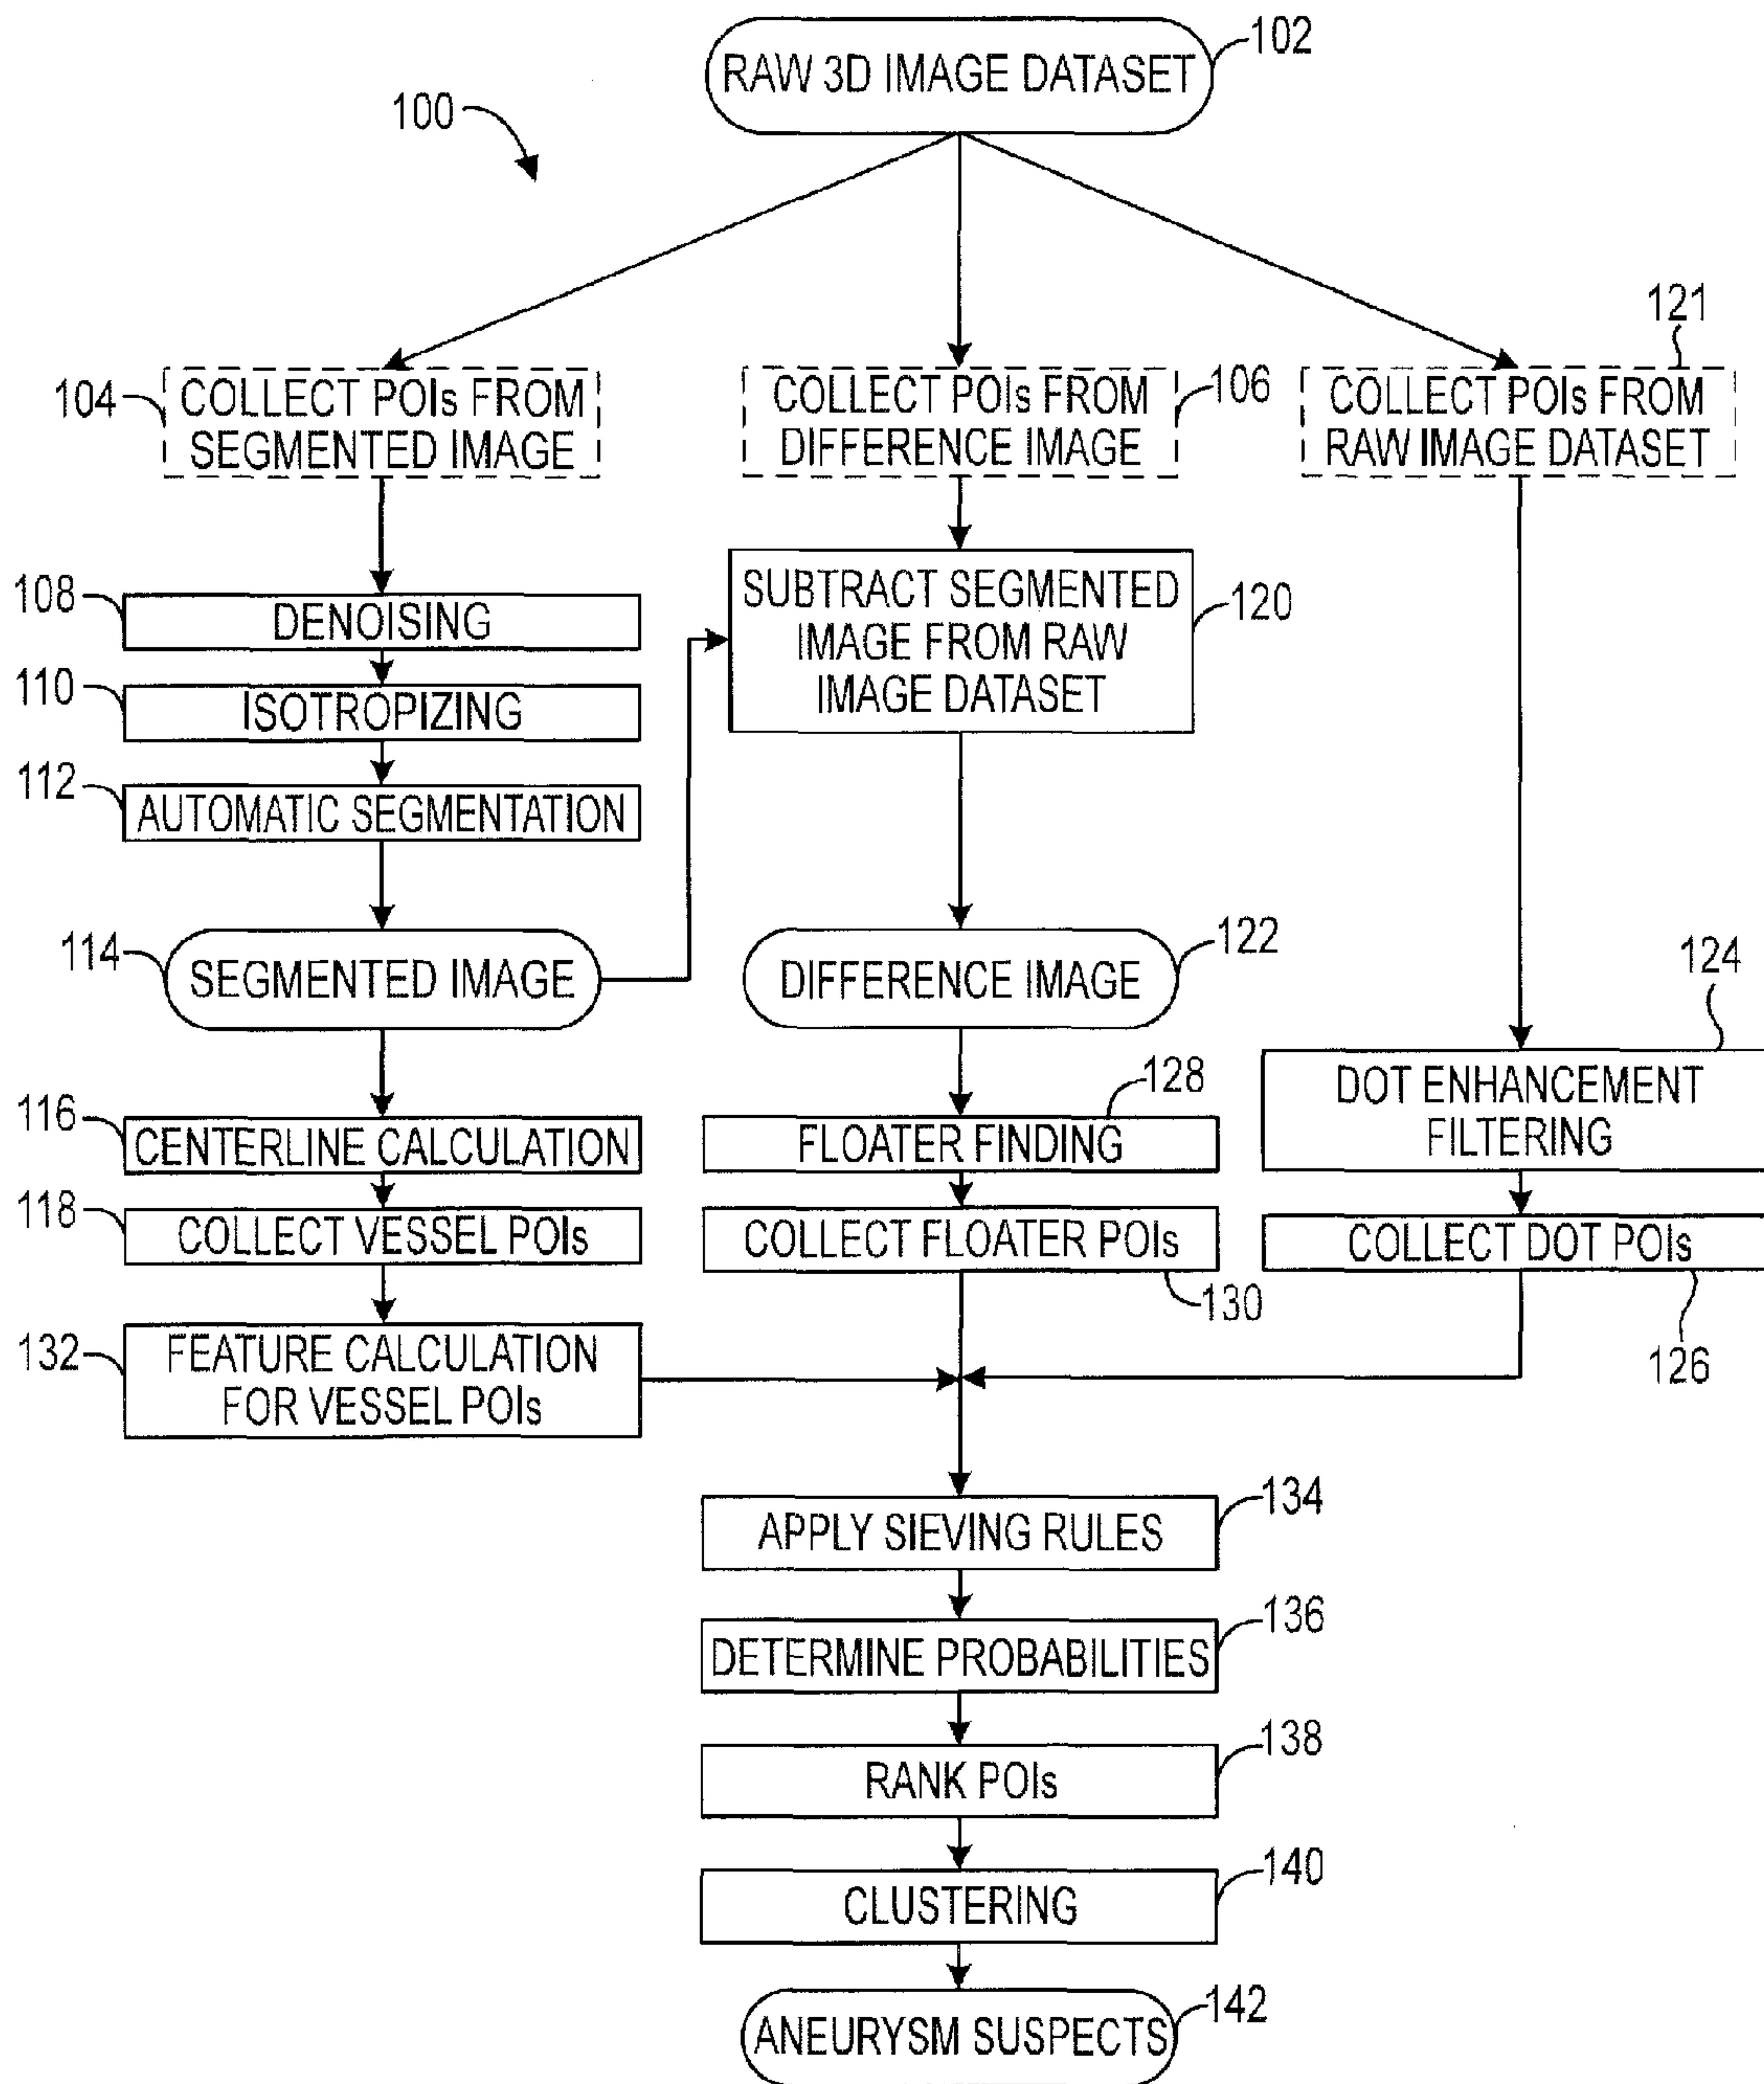 RAW 3D IMAGE DATASET
102
100
121
104
COLLECT POIs FROM
SEGMENTED IMAGE
COLLECT POIs FROM
DIFFERENCE IMAGE
106
COLLECT POIs FROM
RAW IMAGE DATASET
108
DENOISING
110
ISOTROPIZING
112
AUTOMATIC SEGMENTATION
SUBTRACT SEGMENTED
IMAGE FROM RAW
IMAGE DATASET
120
114
SEGMENTED IMAGE
DIFFERENCE IMAGE
122
124
116
CENTERLINE CALCULATION
128
FLOATER FINDING
DOT ENHANCEMENT
FILTERING
118
COLLECT VESSEL POIs
COLLECT FLOATER POIs
130
COLLECT DOT POIs
126
132
FEATURE CALCULATION
FOR VESSEL POIs
APPLY SIEVING RULES
134
DETERMINE PROBABILITIES
136
RANK POIs
138
CLUSTERING
140
ANEURYSM SUSPECTS
142